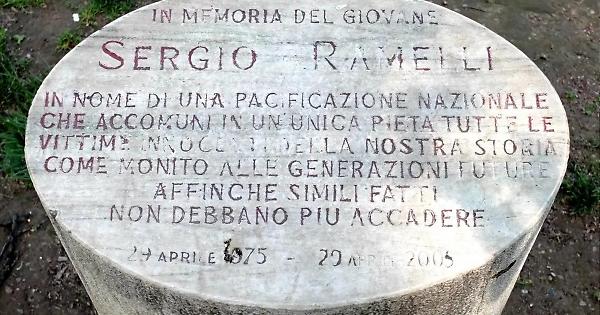 IN MEMORIA DEL GIOVANE
SERGIO RAMELLI
IN NOME DI UNA PACIFICAZIONE NAZIONALE
CHE ACCOMUNI IN UN'UNICA PIETA TUTTE LE
VITTIME INNOCENTI DELLA NOSTRA STORIA
COME MONITO ALLE GENERAZIONI FUTURE
AFFINCHE SIMILI FATTI
NON DEBBANO PIU ACCADERE
29 APRILE 1975 - 29 APRILE 2005